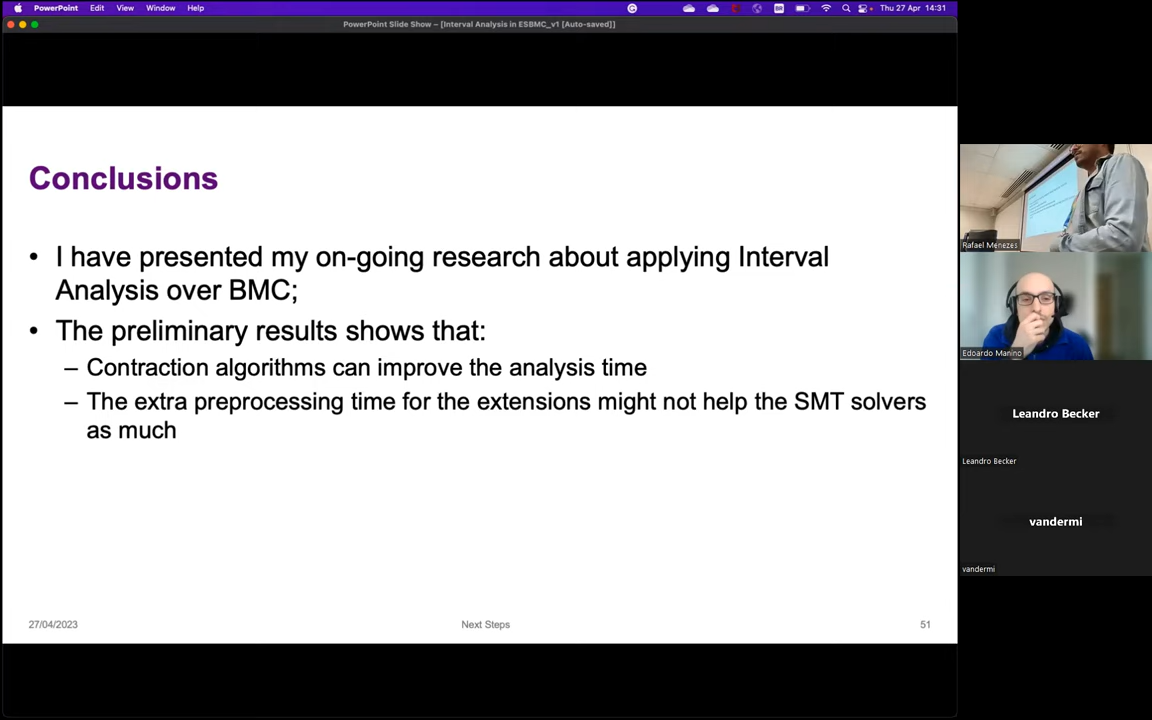 PowerPoint Edit View Window Help
BR
Thu 27 Apr 14:31
PowerPoint Slide Show – [Interval Analysis in ESBMC_v1 [Auto-saved]]
Conclusions
• I have presented my on-going research about applying Interval
Analysis over BMC;
• The preliminary results shows that:
– Contraction algorithms can improve the analysis time
– The extra preprocessing time for the extensions might not help the SMT solvers
as much
27/04/2023
Next Steps
51
Rafael Menezes
Edoardo Manino
Leandro Becker
Leandro Becker
vandermi
vandermi